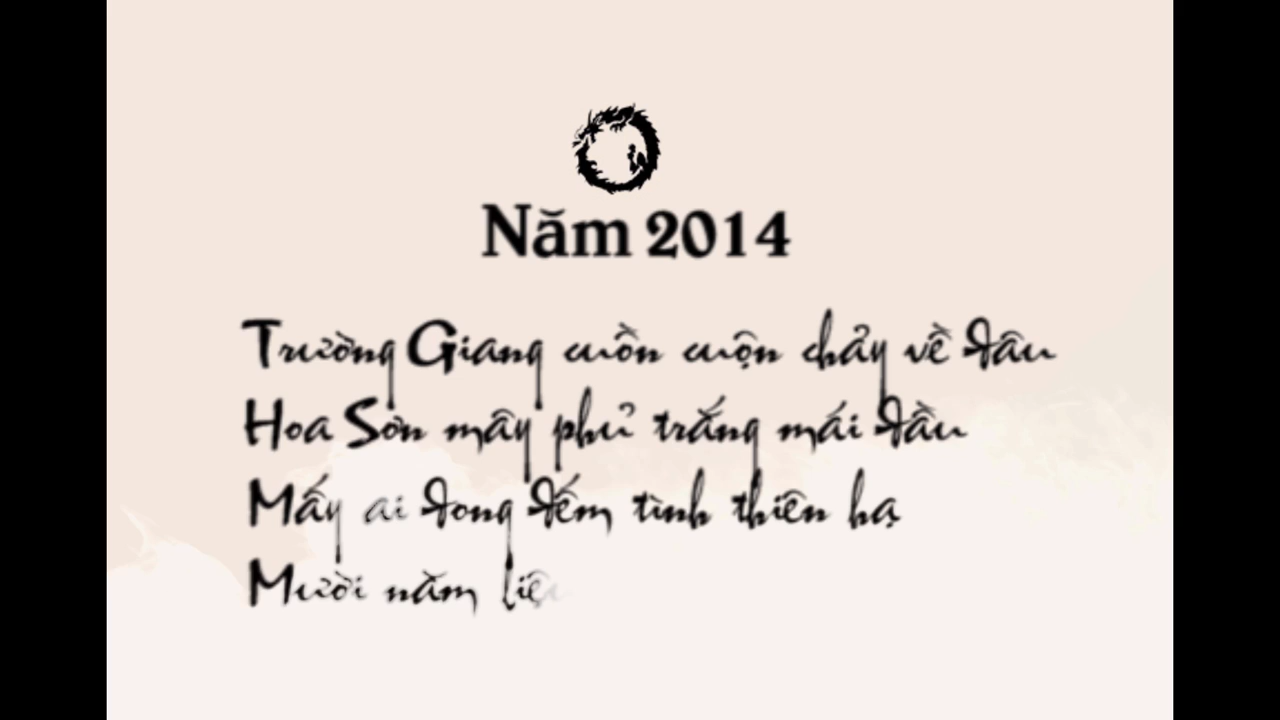 Năm 2014
Trường Giang cuồn cuộn chảy về đâu
Hoa Sơn mây phủ trắng mái đầu
Mấy ai đong đếm tình thiên hạ
Mười năm